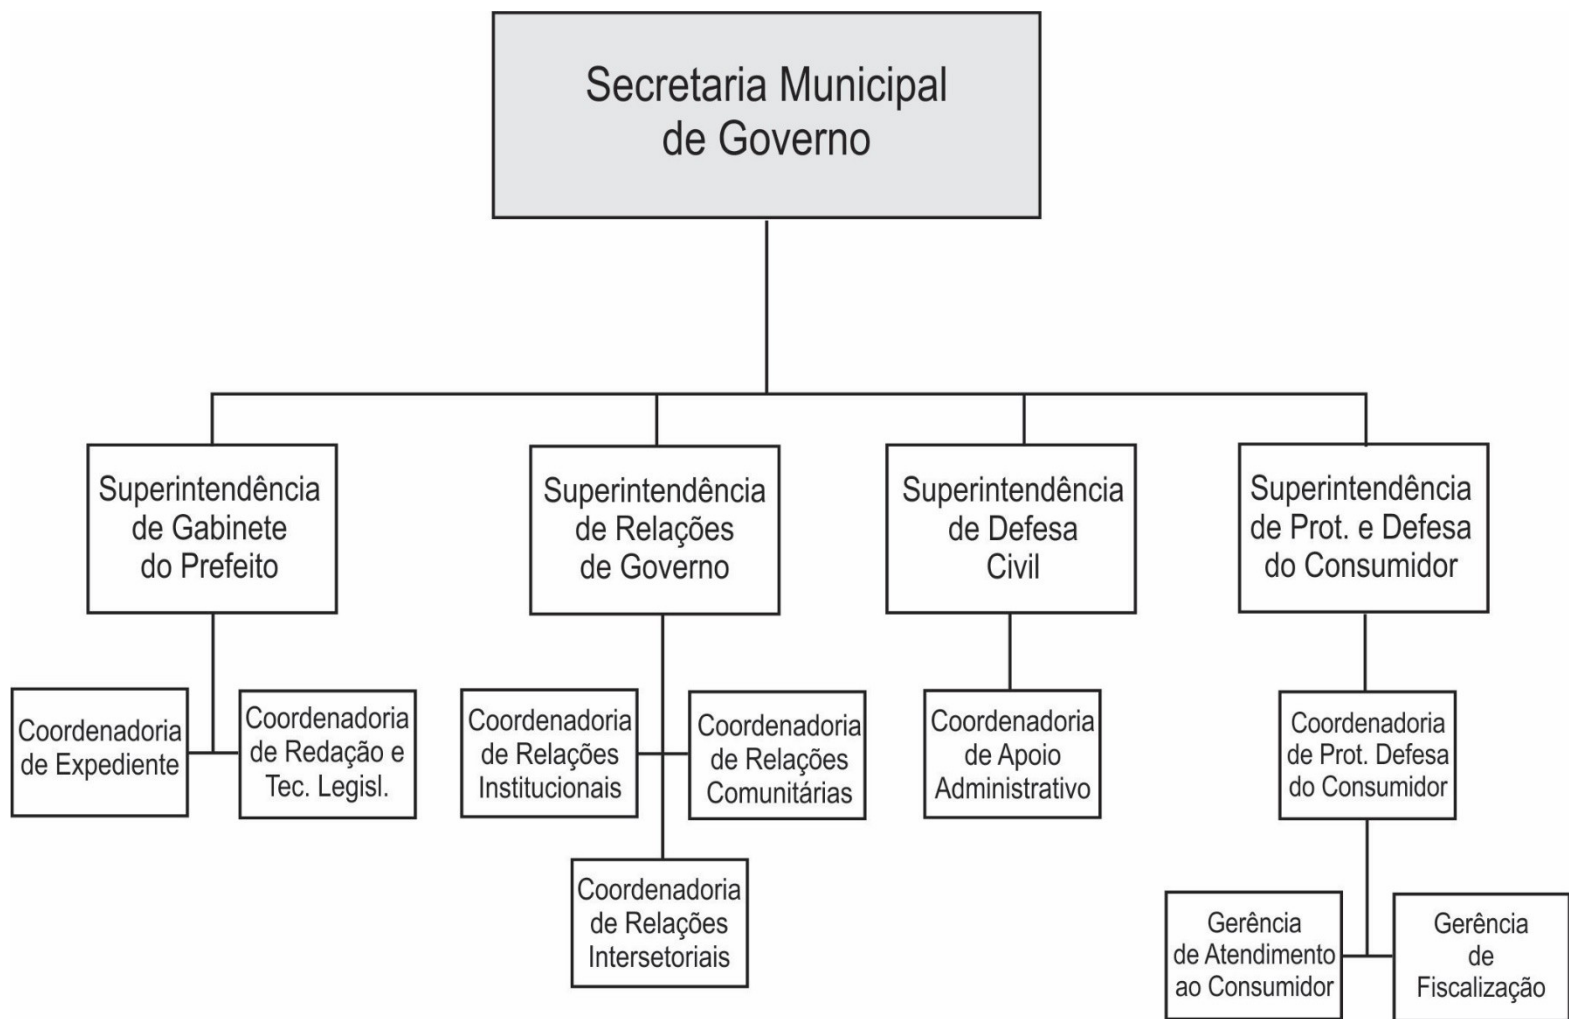 Secretaria Municipal
de Governo
Superintendência
de Gabinete
do Prefeito
Superintendência
de Relações
de Governo
Superintendência
de Defesa
Civil
Superintendência
de Prot. e Defesa
do Consumidor
Coordenadoria
de Expediente
Coordenadoria
de Redação e
Tec. Legisl.
Coordenadoria
de Relações
Institucionais
Coordenadoria
de Relações
Comunitárias
Coordenadoria
de Relações
Intersetoriais
Coordenadoria
de Apoio
Administrativo
Coordenadoria
de Prot. Defesa
do Consumidor
Gerência
de Atendimento
ao Consumidor
Gerência
de
Fiscalização